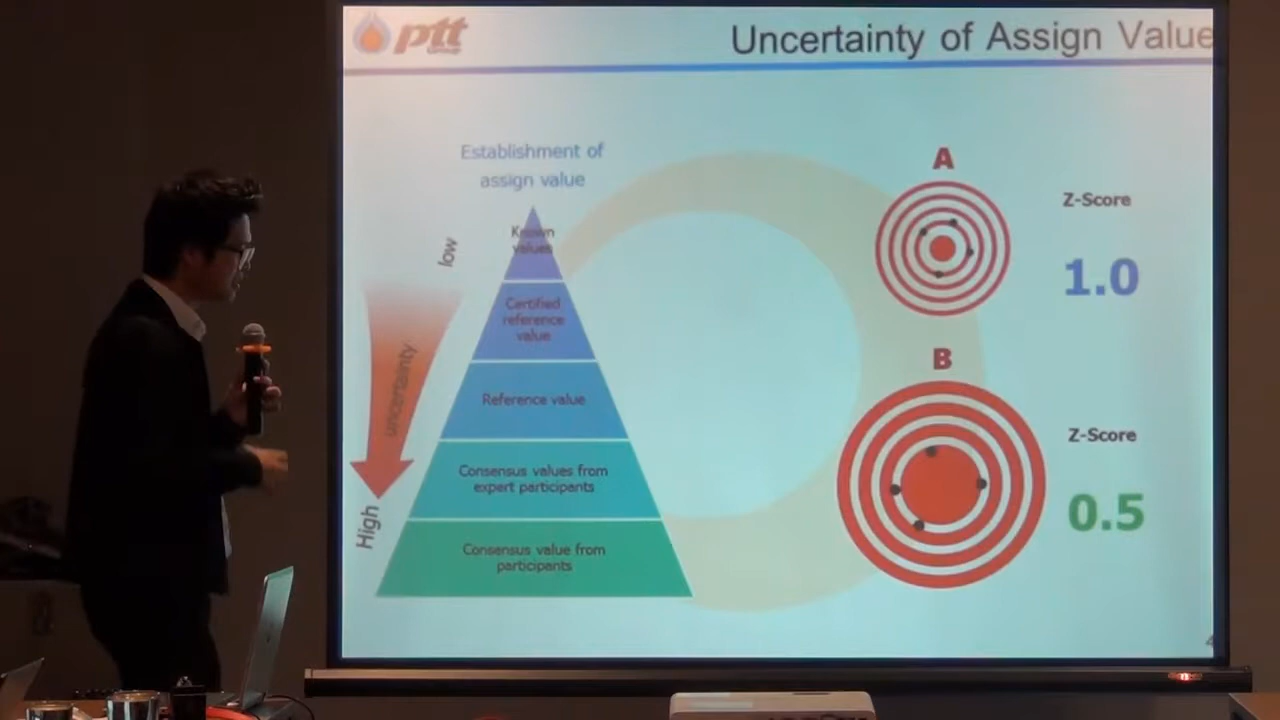 ptt
Group
Uncertainty of Assign Value
Establishment of
assign value
Known
values
Certified
reference
value
Reference value
Consensus values from
expert participants
Consensus value from
participants
low
uncertainty
High
A
Z-Score
1.0
B
Z-Score
0.5